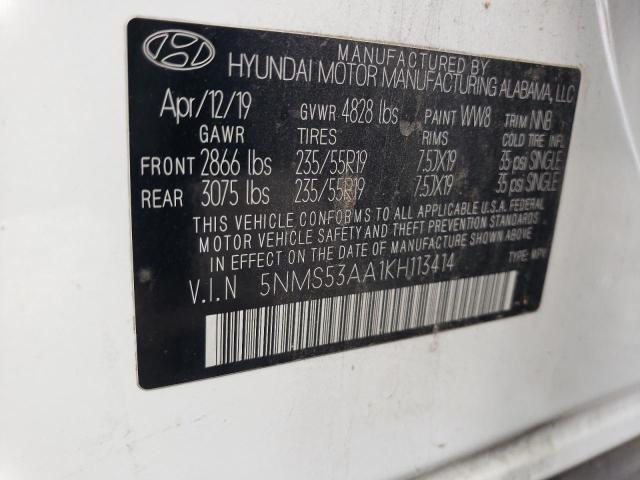 MANUFACTURED BY
HYUNDAI MOTOR MANUFACTURING ALABAMA, LLC
Apr/12/19 GVWR 4828 lbs PAINT WW8 TRIM NNB
GAWR TIRES RIMS COLD TIRE INFL
FRONT 2866 lbs 235/55R19 7.5JX19 35 psi SINGLE
REAR 3075 lbs 235/55R19 7.5JX19 35 psi SINGLE
THIS VEHICLE CONFORMS TO ALL APPLICABLE U.S.A. FEDERAL
MOTOR VEHICLE SAFETY AND THEFT PREVENTION STANDARDS
IN EFFECT ON THE DATE OF MANUFACTURE SHOWN ABOVE.
V.I.N 5NMS53AA1KH113414 TYPE: MPV